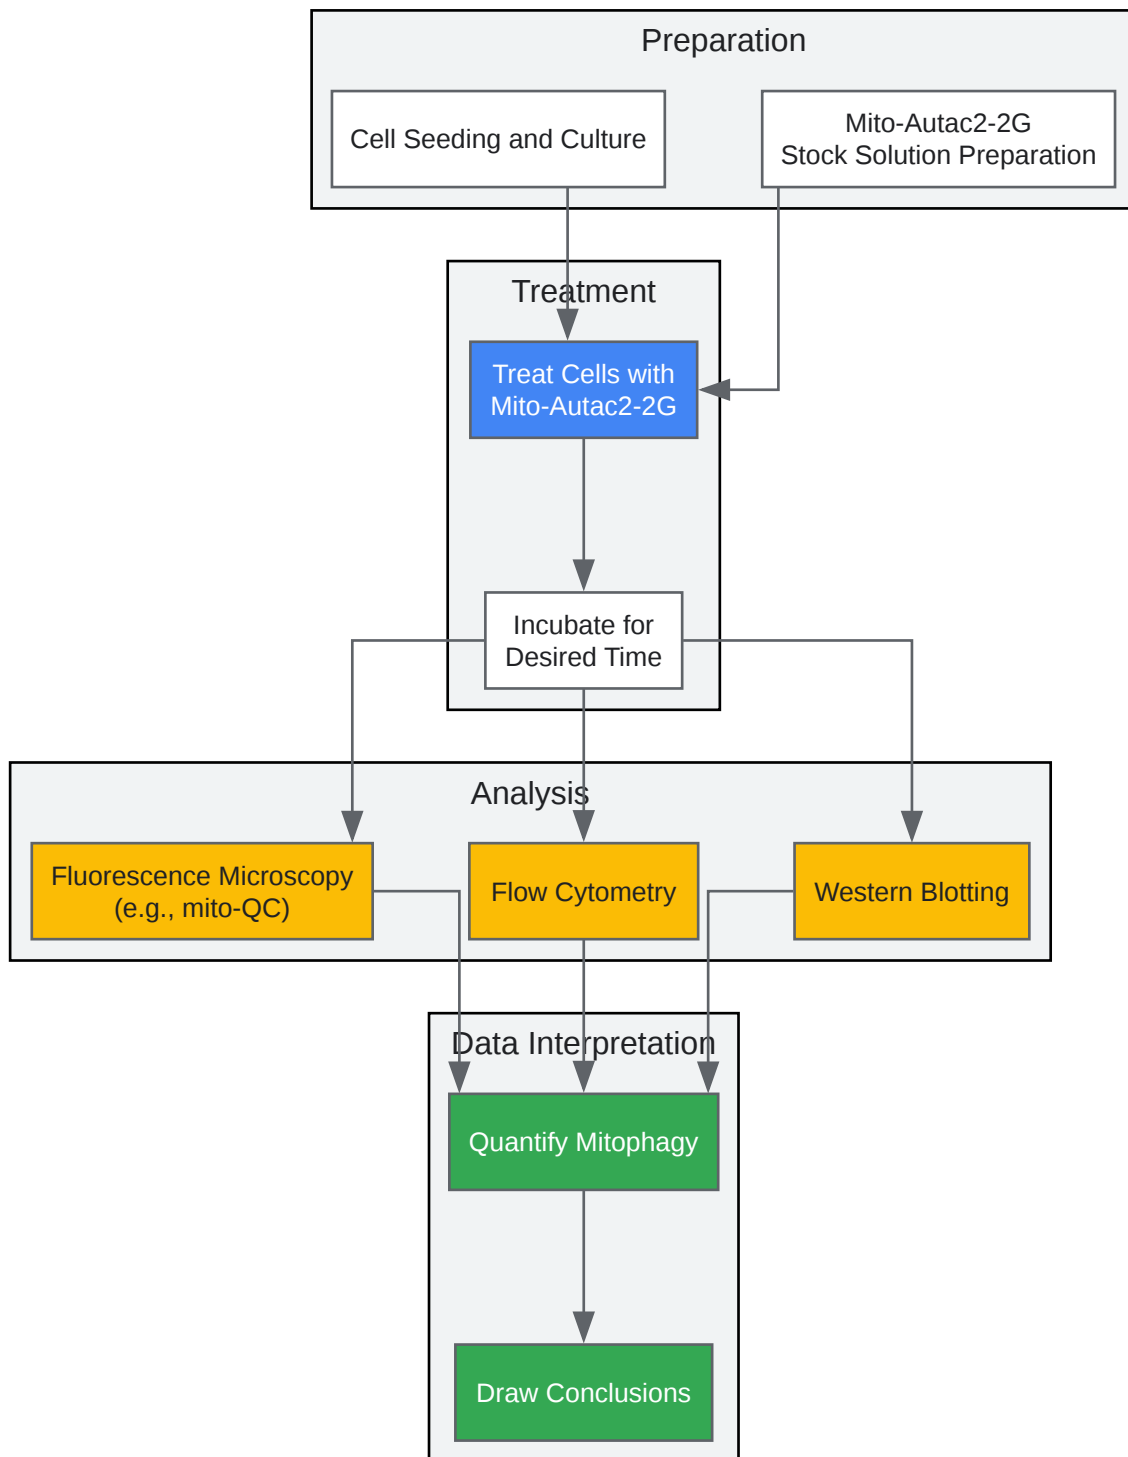 Preparation
Cell Seeding and Culture
Mito-Autac2-2G
Stock Solution Preparation
Treatment
Treat Cells with
Mito-Autac2-2G
Incubate for
Desired Time
Analysis
Fluorescence Microscopy
(e.g., mito-QC)
Flow Cytometry
Western Blotting
Data Interpretation
Quantify Mitophagy
Draw Conclusions